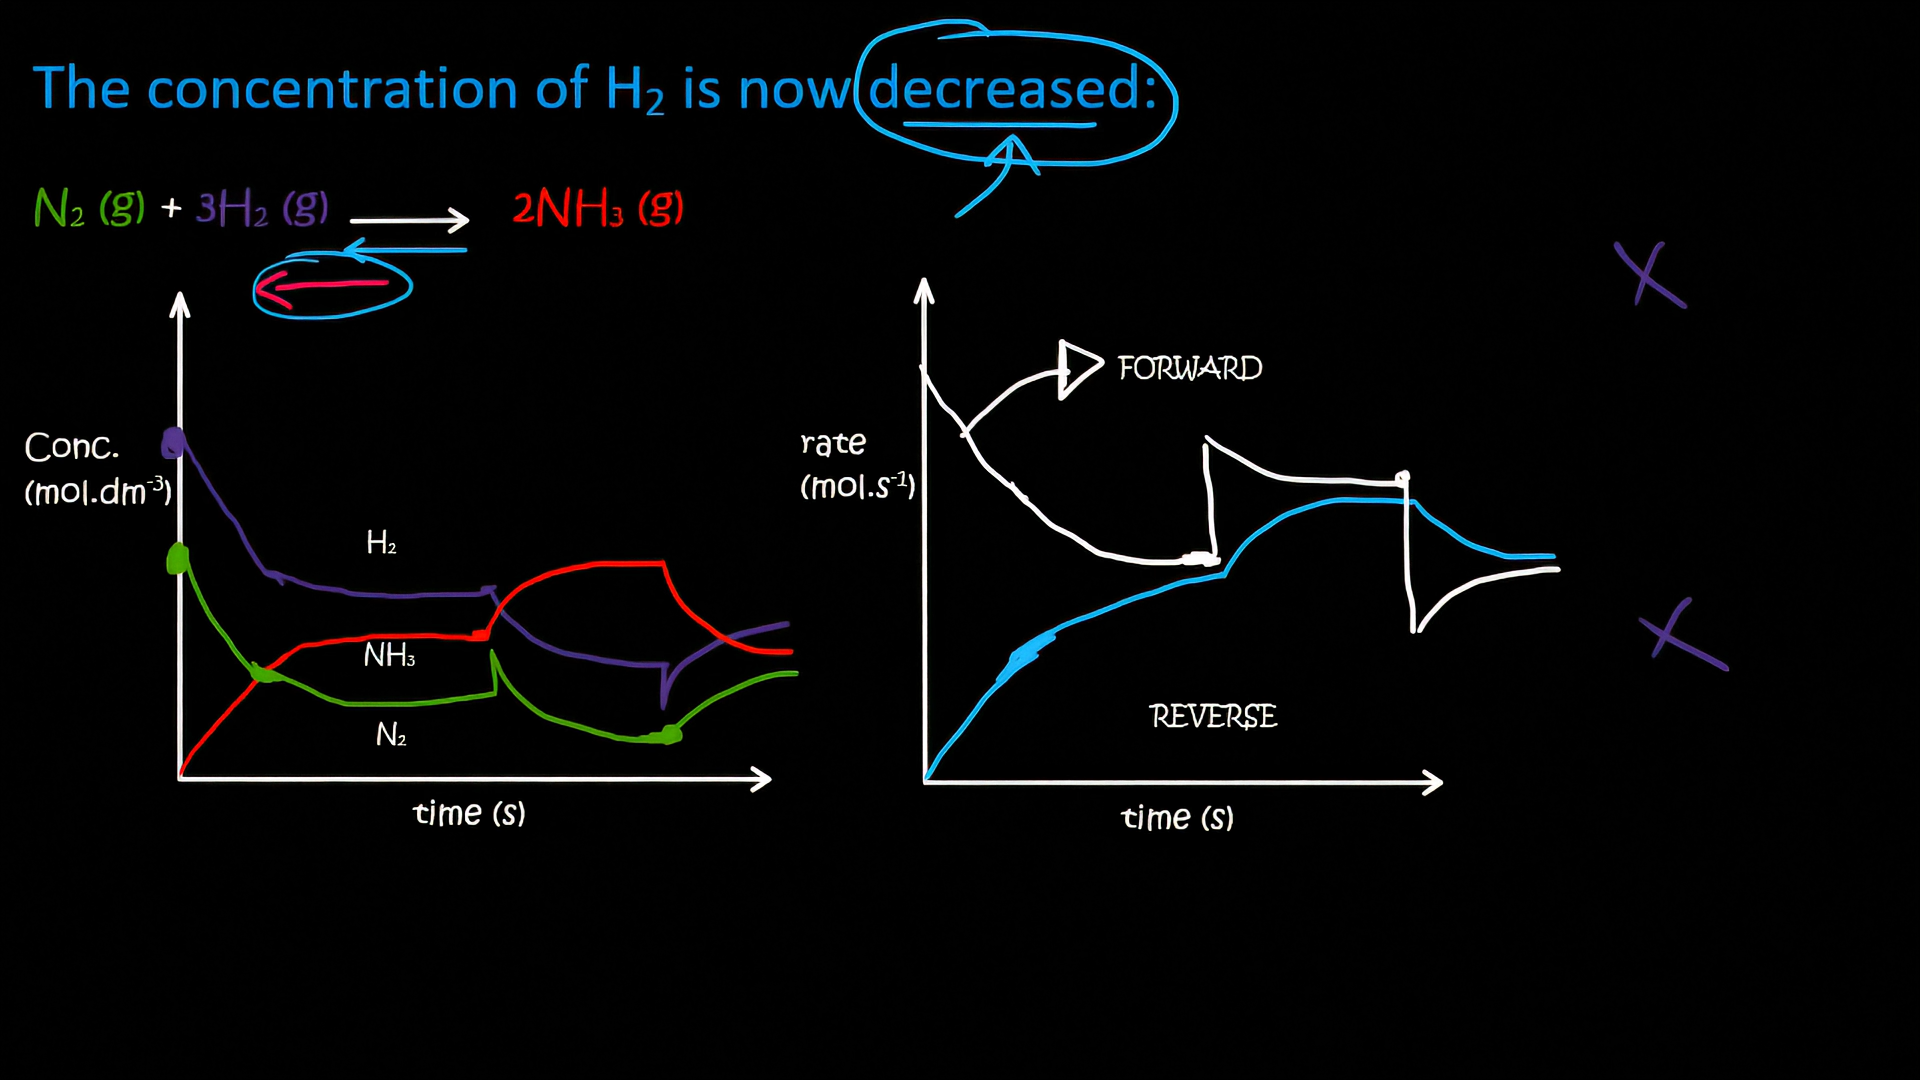 The concentration of H₂ is now decreased:
N₂ (g) + 3H₂ (g) ⟶ 2NH₃ (g)
Conc.
(mol.dm⁻³)
H₂
NH₃
N₂
time (s)
rate
(mol.s⁻¹)
FORWARD
REVERSE
time (s)